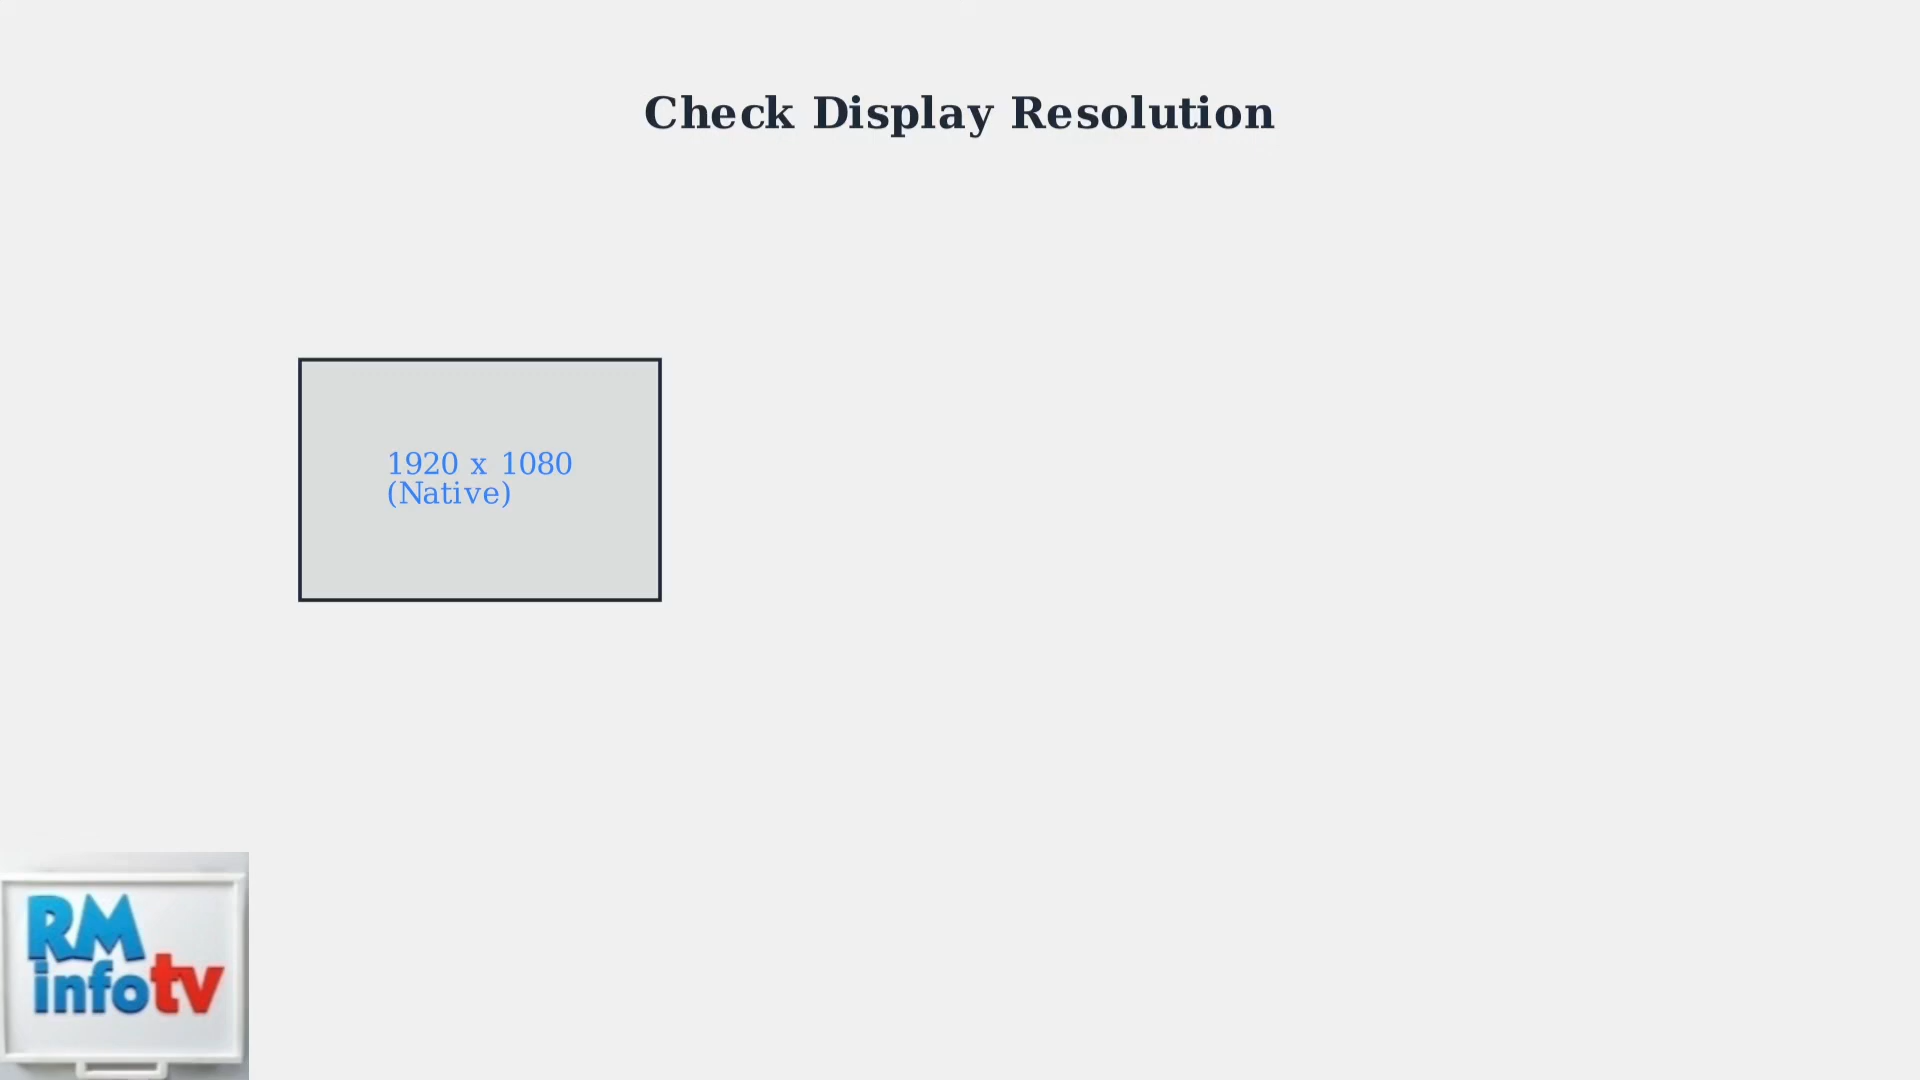 Check Display Resolution
1920 x 1080
(Native)
RM
infotv